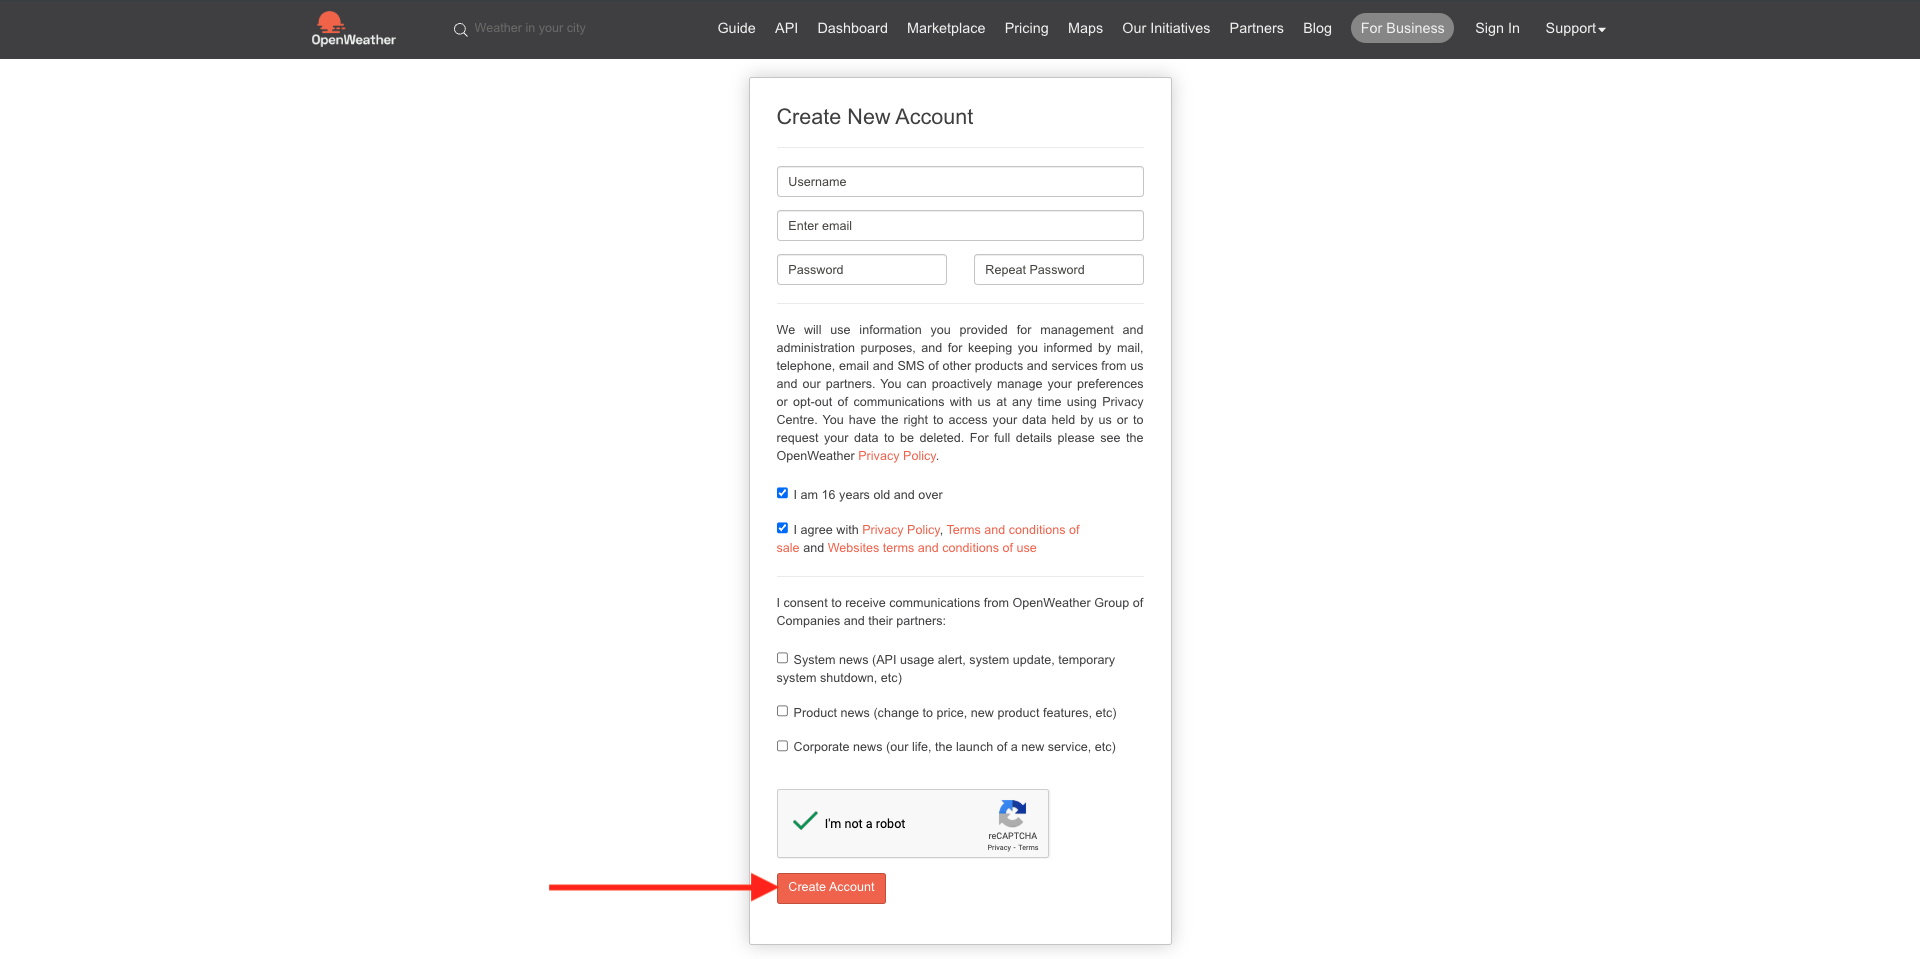 OpenWeather
Weather in your city
Guide API Dashboard Marketplace Pricing Maps Our Initiatives Partners Blog For Business Sign In Support
Create New Account
Username
Enter email
Password Repeat Password
We will use information you provided for management and
administration purposes, and for keeping you informed by mail,
telephone, email and SMS of other products and services from us
and our partners. You can proactively manage your preferences
or opt-out of communications with us at any time using Privacy
Centre. You have the right to access your data held by us or to
request your data to be deleted. For full details please see the
OpenWeather Privacy Policy.
I am 16 years old and over
I agree with Privacy Policy, Terms and conditions of
sale and Websites terms and conditions of use
I consent to receive communications from OpenWeather Group of
Companies and their partners:
System news (API usage alert, system update, temporary
system shutdown, etc)
Product news (change to price, new product features, etc)
Corporate news (our life, the launch of a new service, etc)
I'm not a robot
reCAPTCHA
Privacy - Terms
Create Account